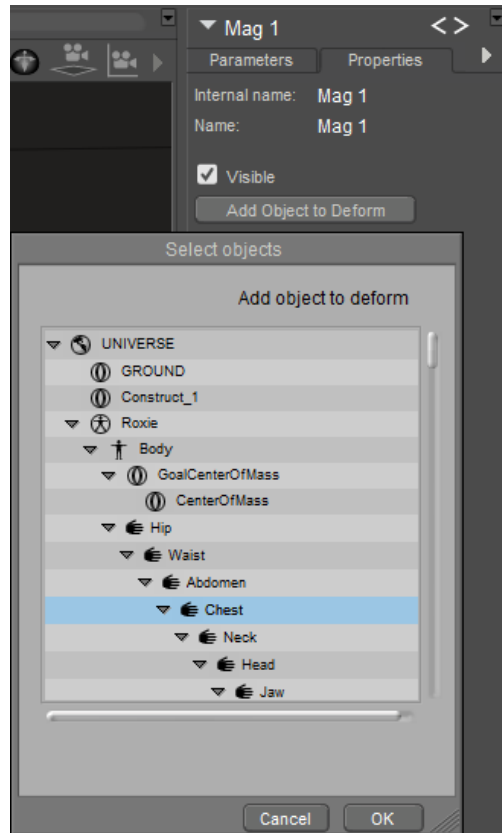 Mag 1
Parameters
Properties
Internal name: Mag 1
Name: Mag 1
Visible
Add Object to Deform
Select objects
Add object to deform
UNIVERSE
GROUND
Construct_1
Roxie
Body
GoalCenterOfMass
CenterOfMass
Hip
Waist
Abdomen
Chest
Neck
Head
Jaw
Cancel
OK